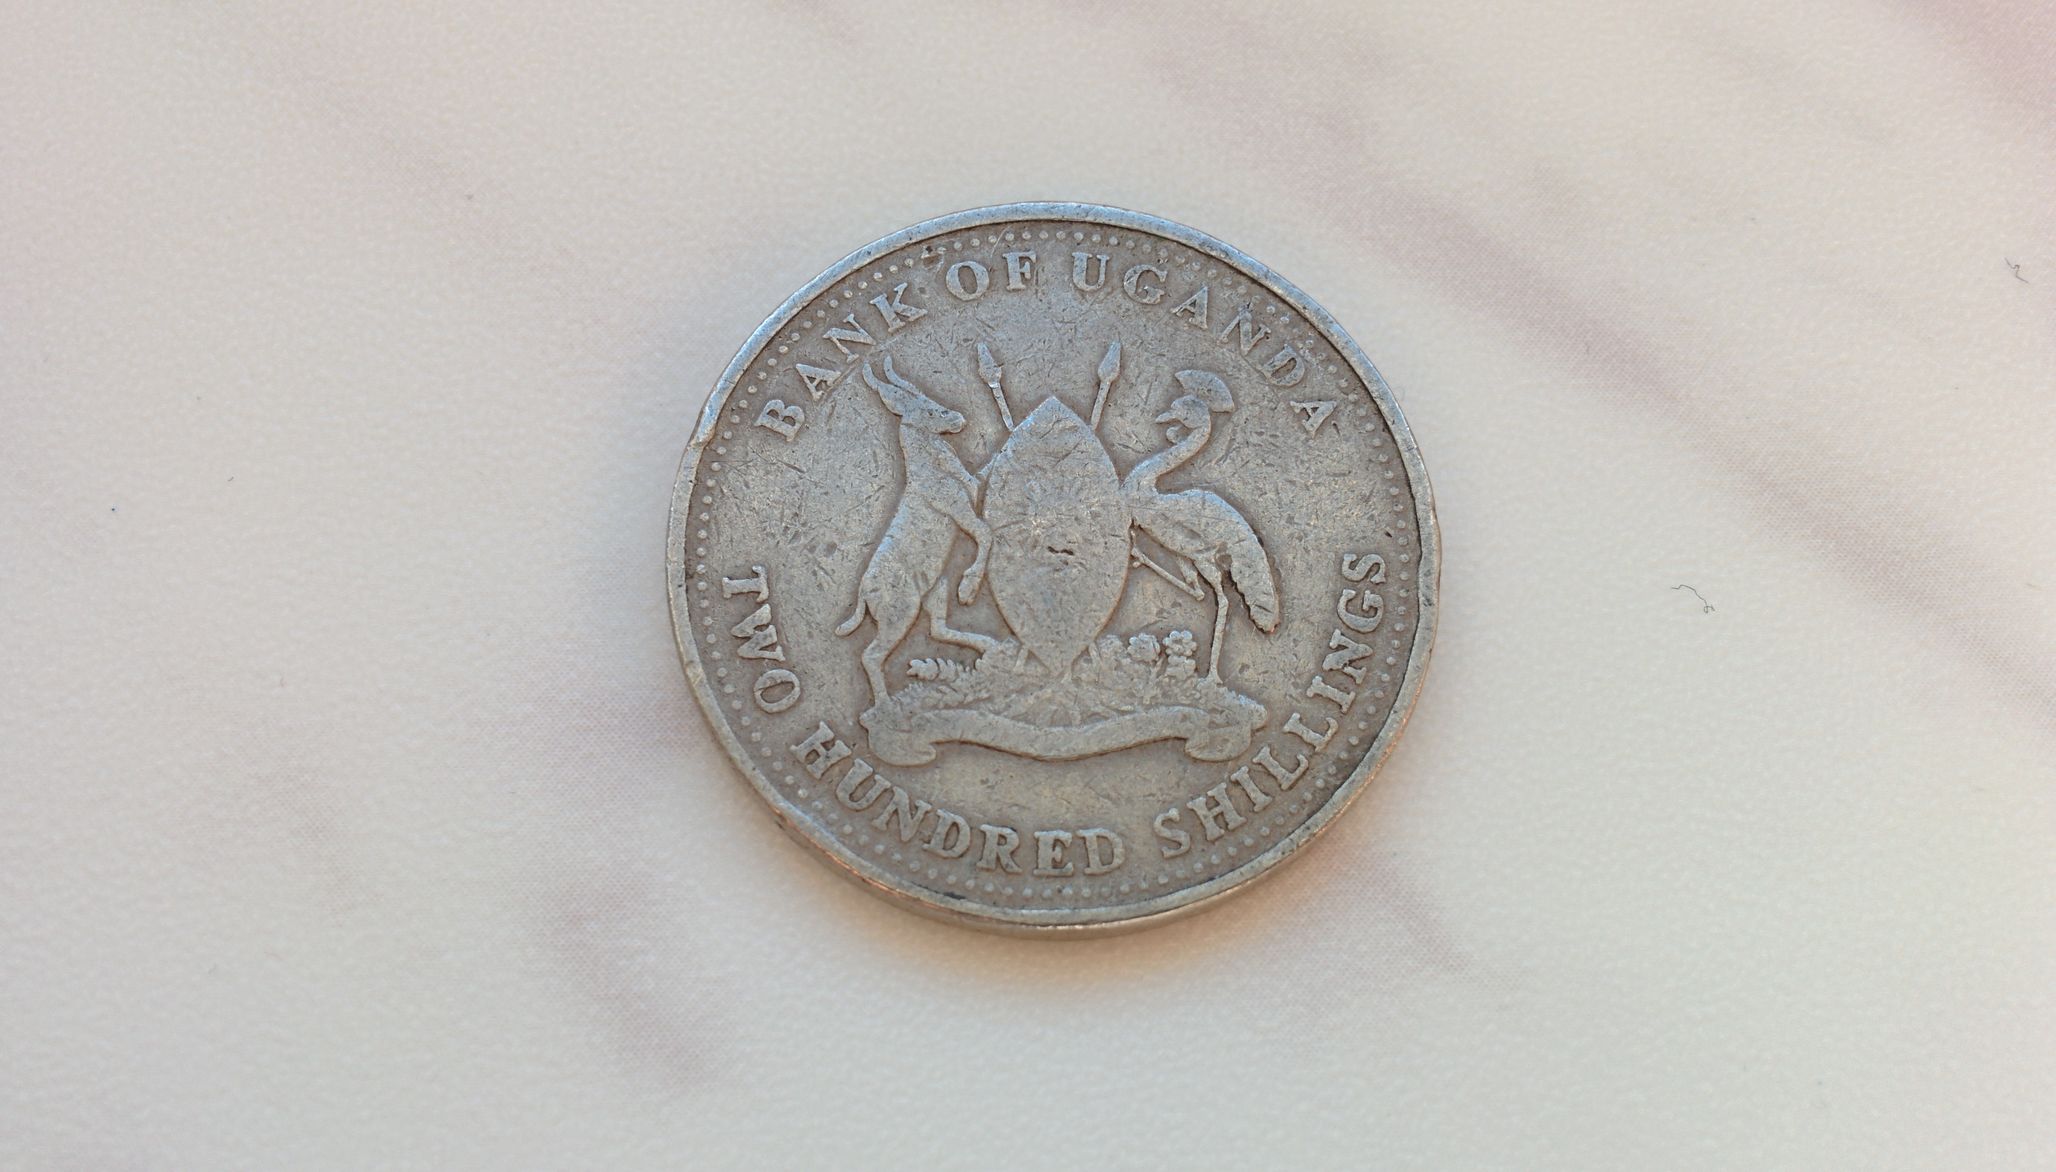 BANK OF UGANDA
TWO HUNDRED SHILLINGS